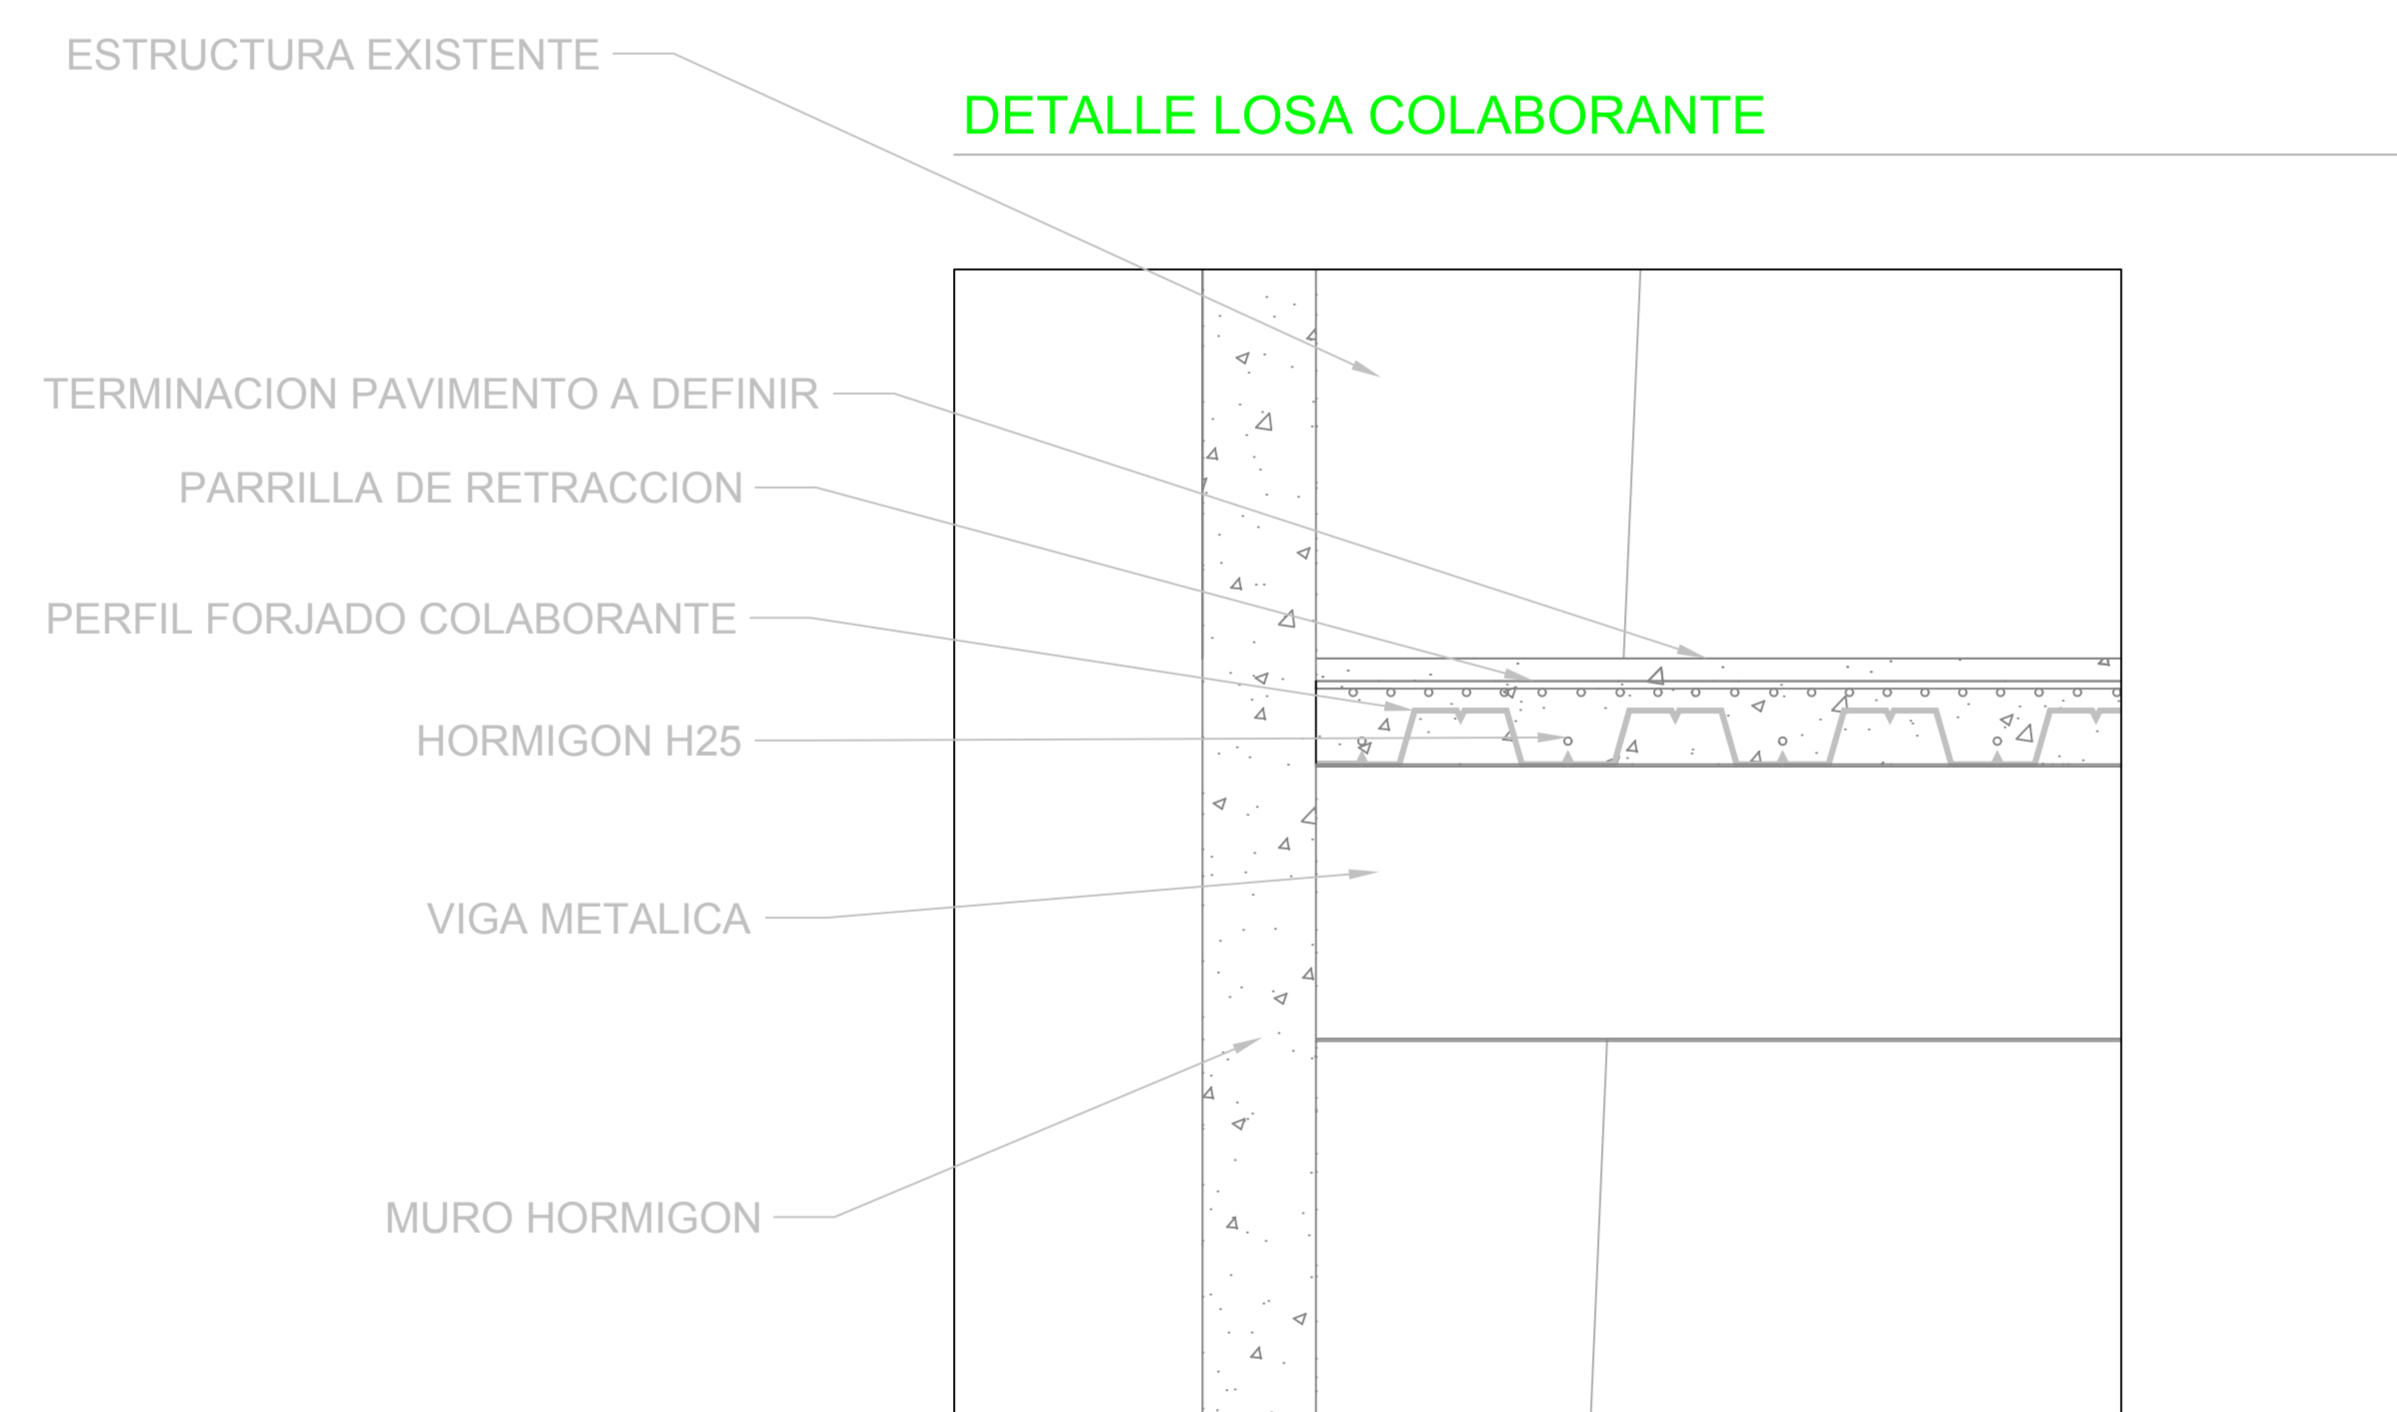 ESTRUCTURA EXISTENTE
DETALLE LOSA COLABORANTE
TERMINACION PAVIMENTO A DEFINIR
PARRILLA DE RETRACCION
PERFIL FORJADO COLABORANTE
HORMIGON H25
VIGA METALICA
MURO HORMIGON